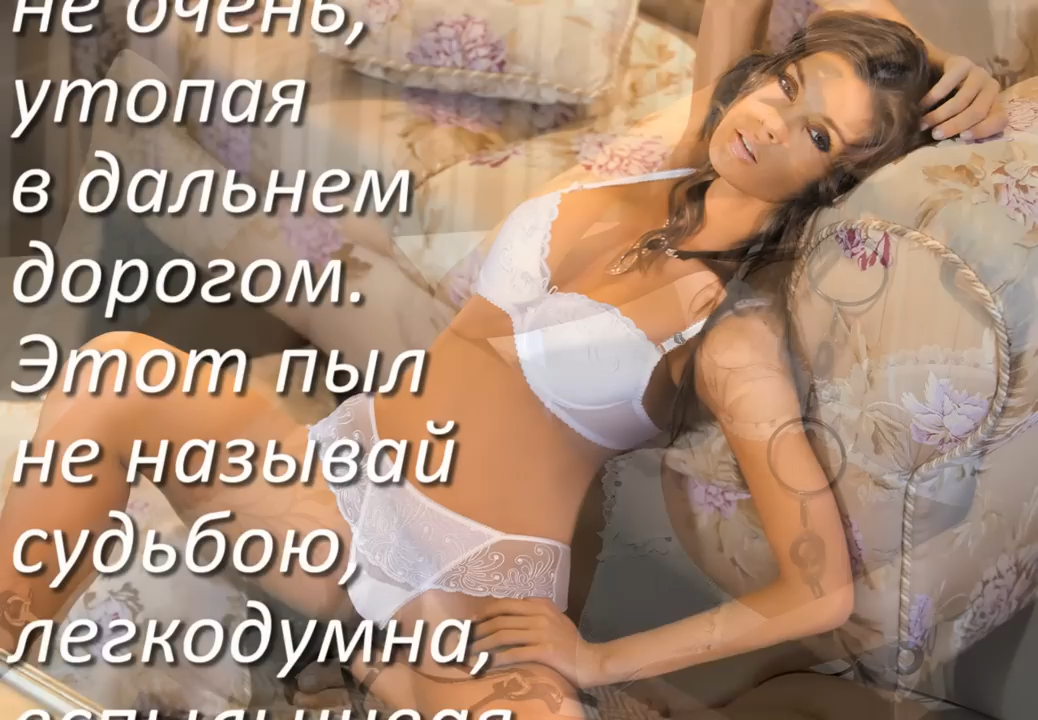 не очень,
утопая
в дальнем
дорогом.
Этот пыл
не называй
судьбою,
легкодумна,